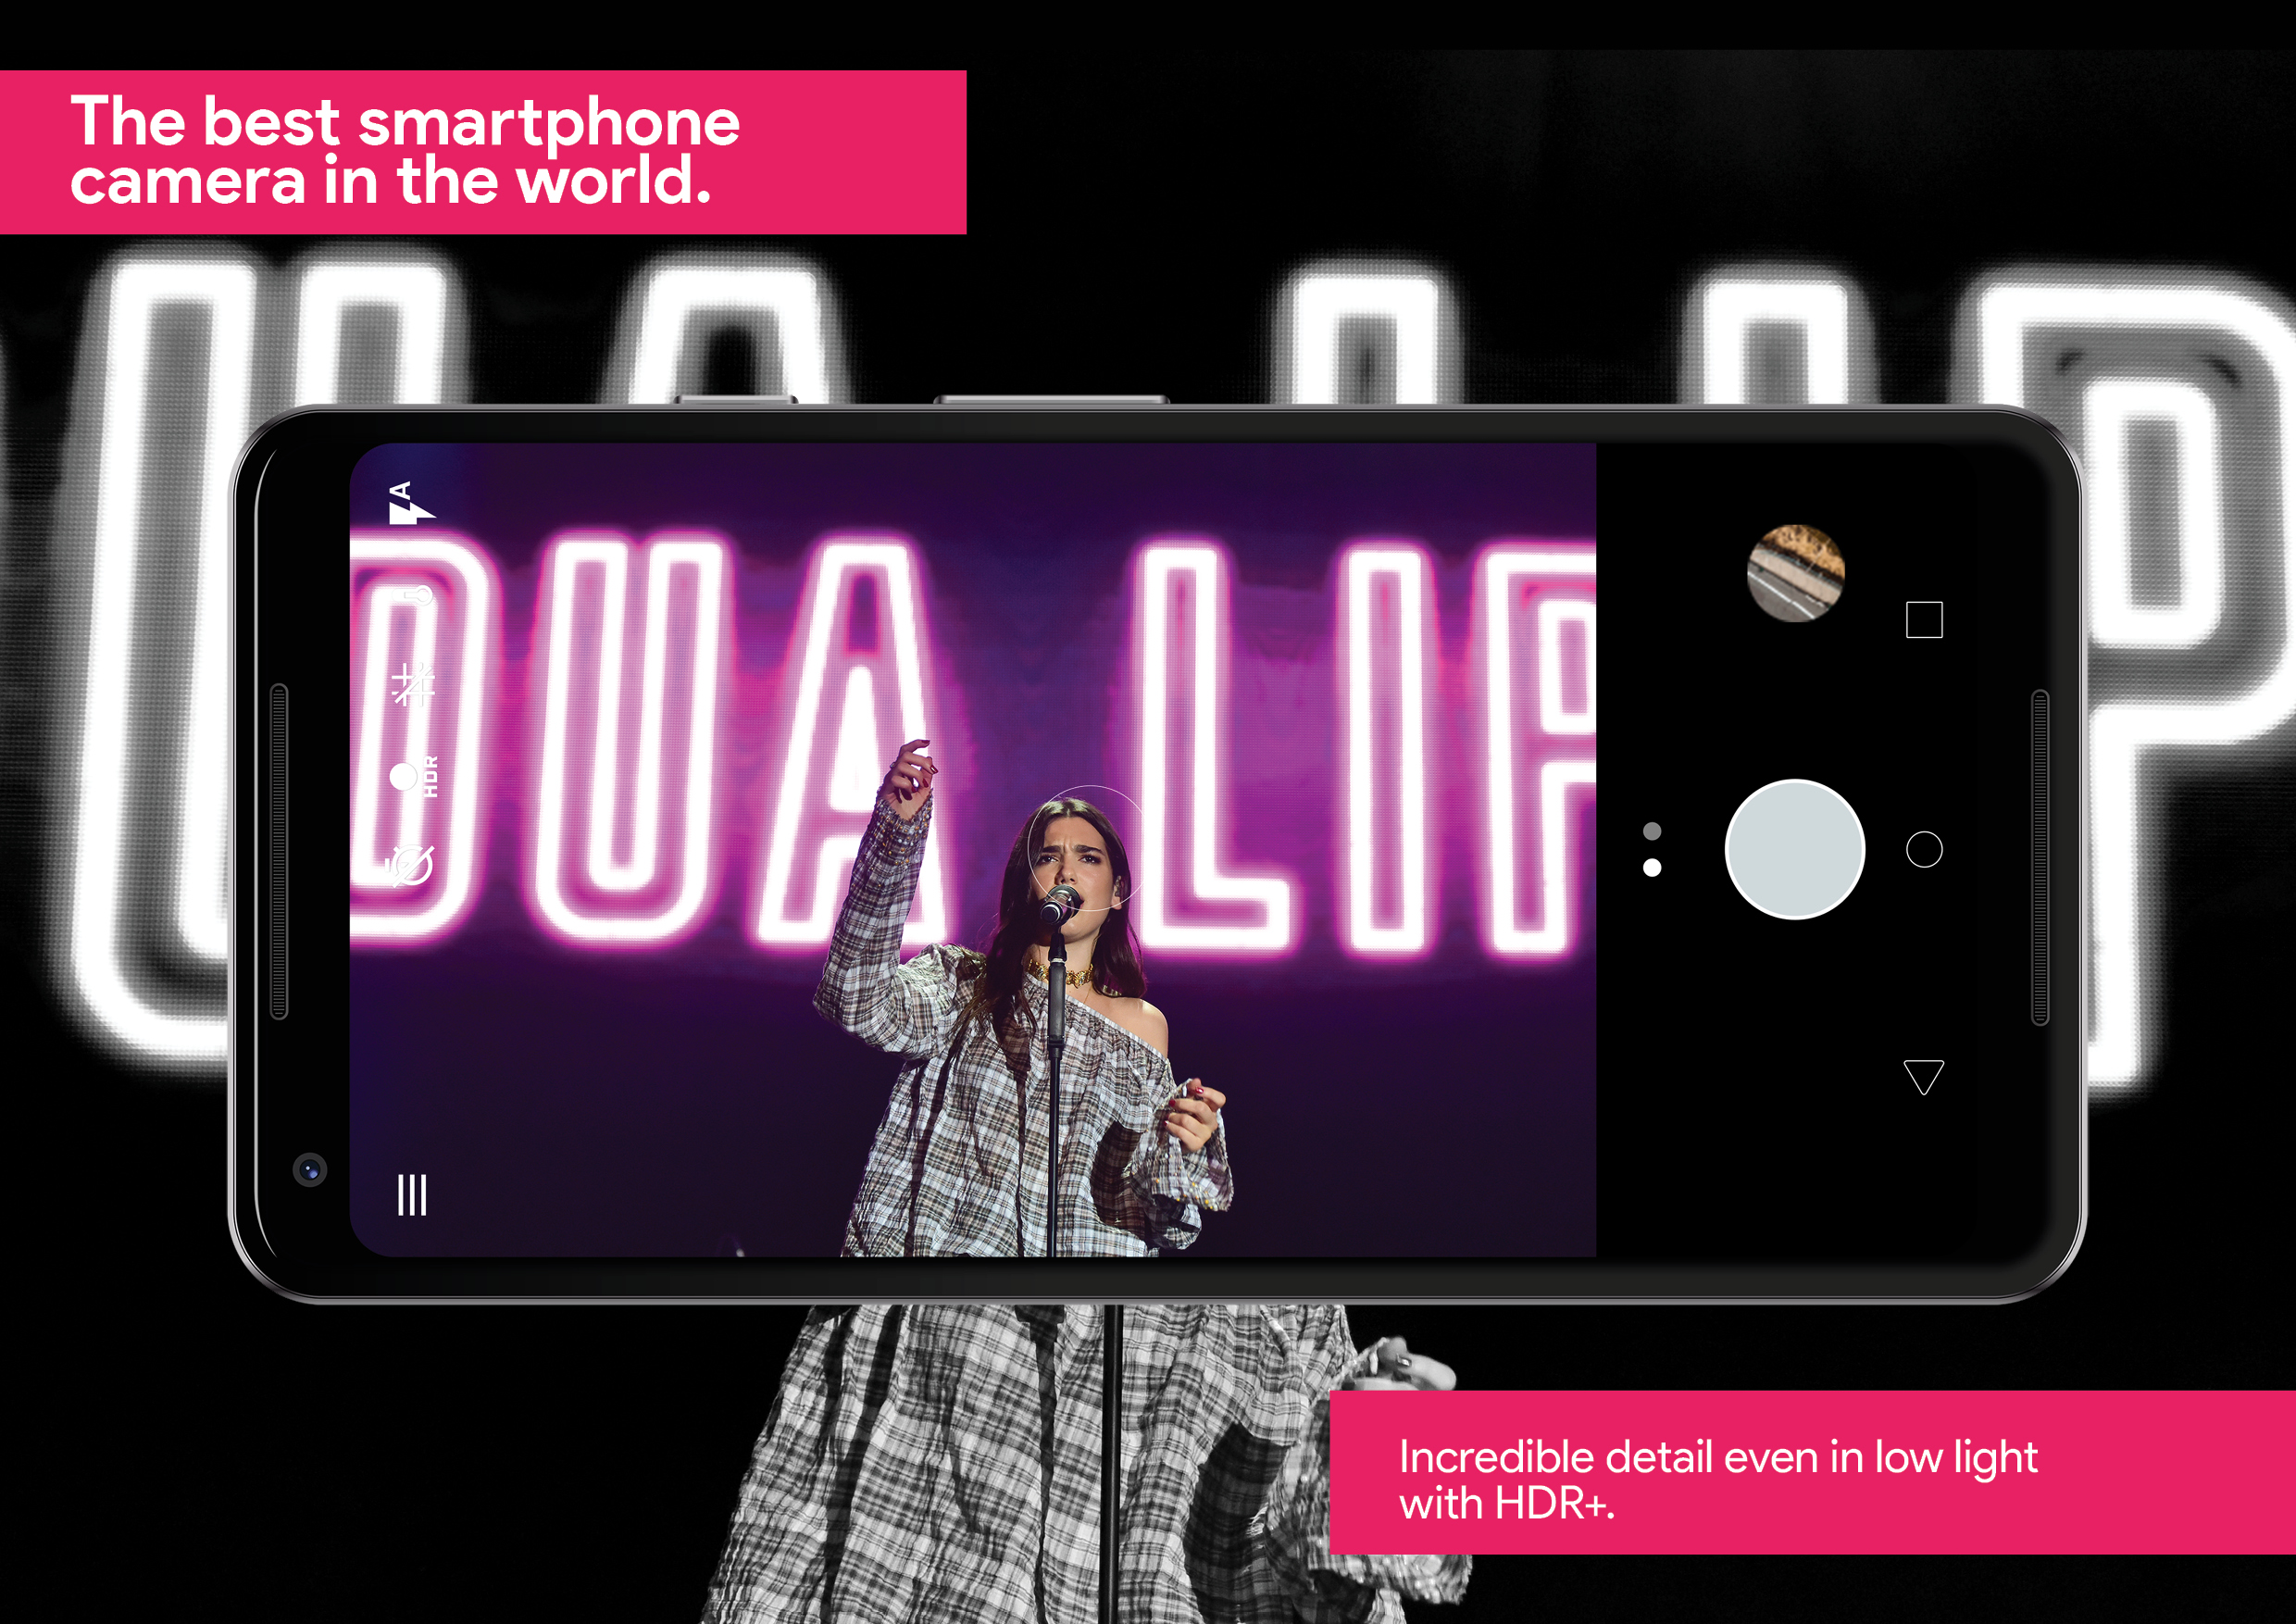 The best smartphone
camera in the world.
UA LIP
A
DUA LIP
HDR
Incredible detail even in low light
with HDR+.